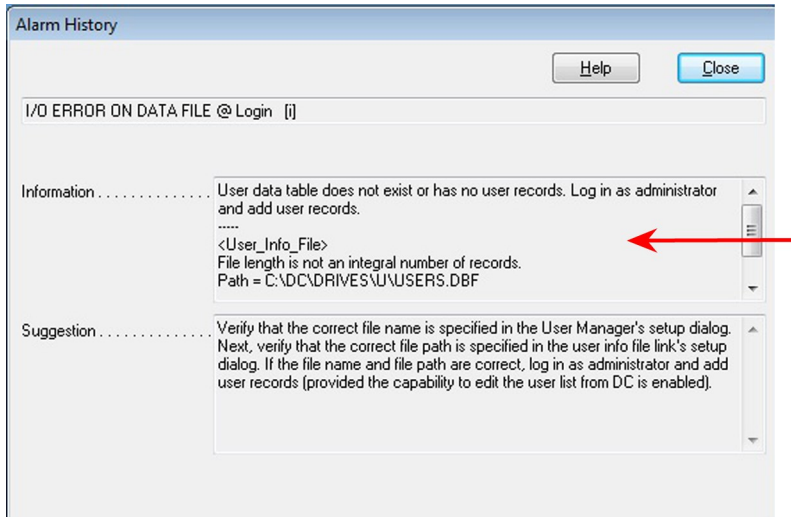 Alarm History
Help Close
I/O ERROR ON DATA FILE @ Login [i]
Information . . . . . . . . . . . . . . User data table does not exist or has no user records. Log in as administrator
and add user records.
-----
<User_Info_File>
File length is not an integral number of records.
Path = C:\DC\DRIVES\U\USERS.DBF
Suggestion . . . . . . . . . . . . . . Verify that the correct file name is specified in the User Manager's setup dialog.
Next, verify that the correct file path is specified in the user info file link's setup
dialog. If the file name and file path are correct, log in as administrator and add
user records (provided the capability to edit the user list from DC is enabled).